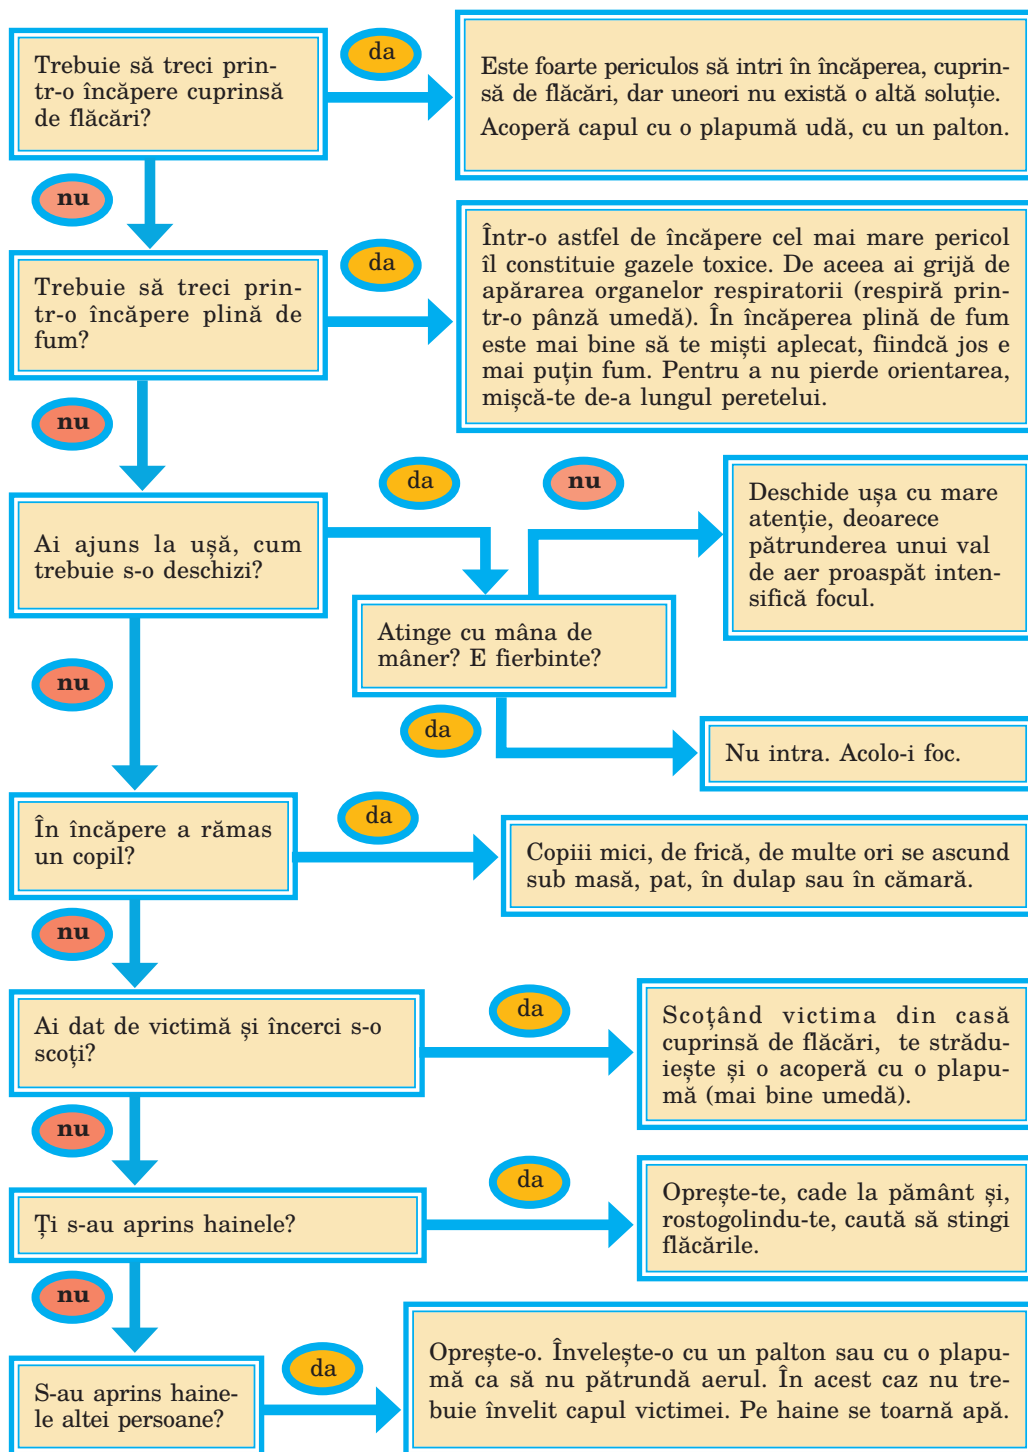 Trebuie să treci prin-
tr-o încăpere cuprinsă
de flăcări?
da
Este foarte periculos să intri în încăperea, cuprin-
să de flăcări, dar uneori nu există o altă soluție.
Acoperă capul cu o plapumă udă, cu un palton.
nu
Trebuie să treci prin-
tr-o încăpere plină de
fum?
da
Într-o astfel de încăpere cel mai mare pericol
îl constituie gazele toxice. De aceea ai grijă de
apărarea organelor respiratorii (respiră prin-
tr-o pânză umedă). În încăperea plină de fum
este mai bine să te miști aplecat, fiindcă jos e
mai puțin fum. Pentru a nu pierde orientarea,
mișcă-te de-a lungul peretelui.
nu
Ai ajuns la ușă, cum
trebuie s-o deschizi?
da
nu
Deschide ușa cu mare
atenție, deoarece
pătrunderea unui val
de aer proaspăt inten-
sifică focul.
Atinge cu mâna de
mâner? E fierbinte?
da
Nu intra. Acolo-i foc.
nu
În încăpere a rămas
un copil?
da
Copiii mici, de frică, de multe ori se ascund
sub masă, pat, în dulap sau în cămară.
nu
Ai dat de victimă și încerci s-o
scoți?
da
Scoțând victima din casă
cuprinsă de flăcări, te strădu-
iește și o acoperă cu o plapu-
mă (mai bine umedă).
nu
Ți s-au aprins hainele?
da
Oprește-te, cade la pământ și,
rostogolindu-te, caută să stingi
flăcările.
nu
S-au aprins haine-
le altei persoane?
da
Oprește-o. Învelește-o cu un palton sau cu o plapu-
mă ca să nu pătrundă aerul. În acest caz nu tre-
buie învelit capul victimei. Pe haine se toarnă apă.